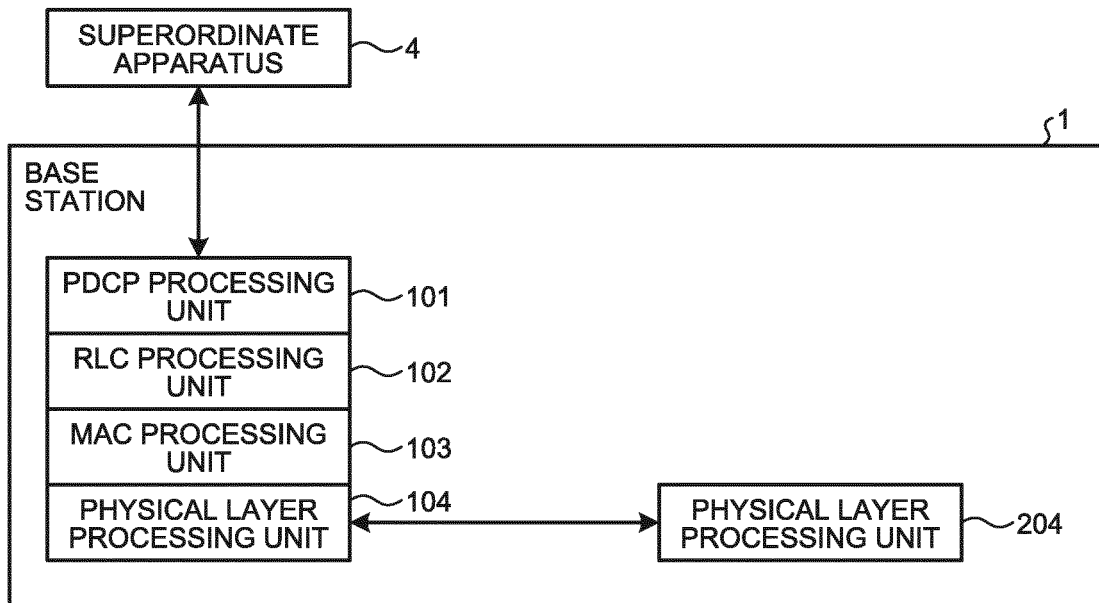 SUPERORDINATE
APPARATUS
4
1
BASE
STATION
PDCP PROCESSING
UNIT
101
RLC PROCESSING
UNIT
102
MAC PROCESSING
UNIT
103
PHYSICAL LAYER
PROCESSING UNIT
104
PHYSICAL LAYER
PROCESSING UNIT
204